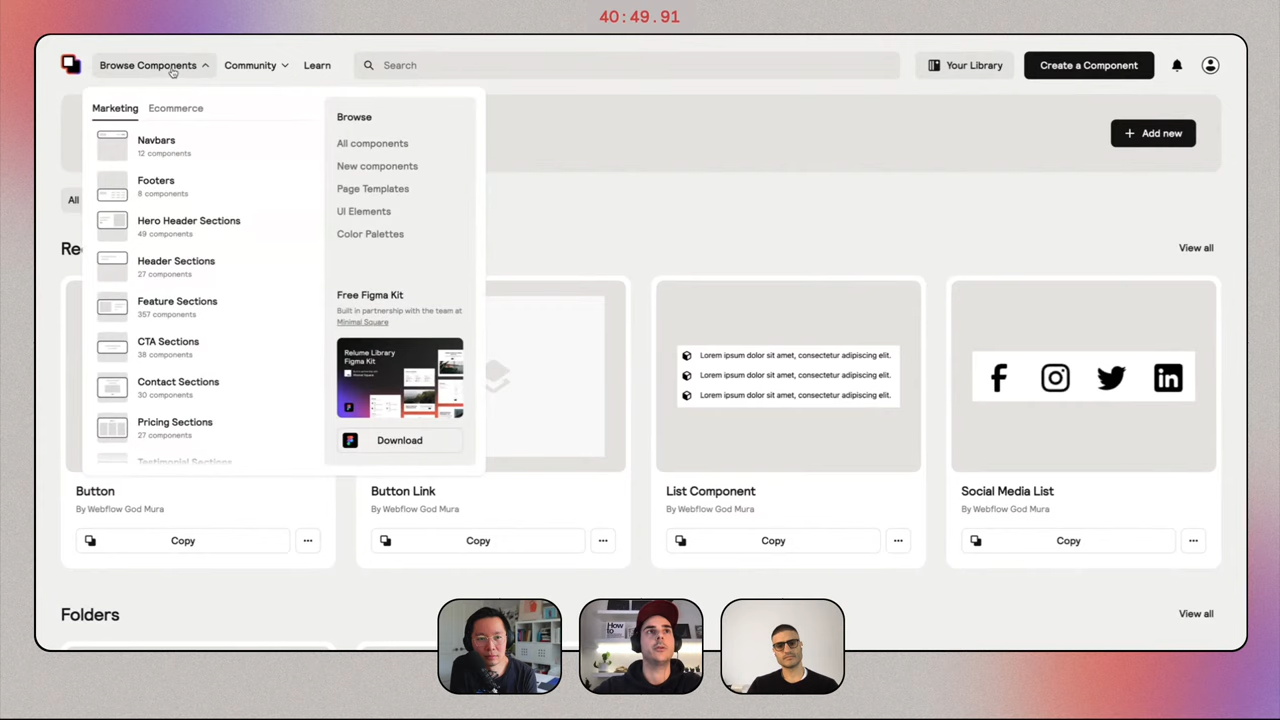 40:49.91
Browse Components
Community
Learn
Search
Your Library
Create a Component
Marketing
Ecommerce
Navbars
12 components
Footers
8 components
Hero Header Sections
49 components
Header Sections
27 components
Feature Sections
357 components
CTA Sections
38 components
Contact Sections
30 components
Pricing Sections
27 components
Testimonial Sections
Browse
All components
New components
Page Templates
UI Elements
Color Palettes
Free Figma Kit
Built in partnership with the team at
Minimal Square
Relume Library
Figma Kit
Download
+ Add new
All
Re
View all
Lorem ipsum dolor sit amet, consectetur adipiscing elit.
Lorem ipsum dolor sit amet, consectetur adipiscing elit.
Lorem ipsum dolor sit amet, consectetur adipiscing elit.
Button
By Webflow God Mura
Copy
Button Link
By Webflow God Mura
Copy
List Component
By Webflow God Mura
Copy
Social Media List
By Webflow God Mura
Copy
Folders
View all
How
to